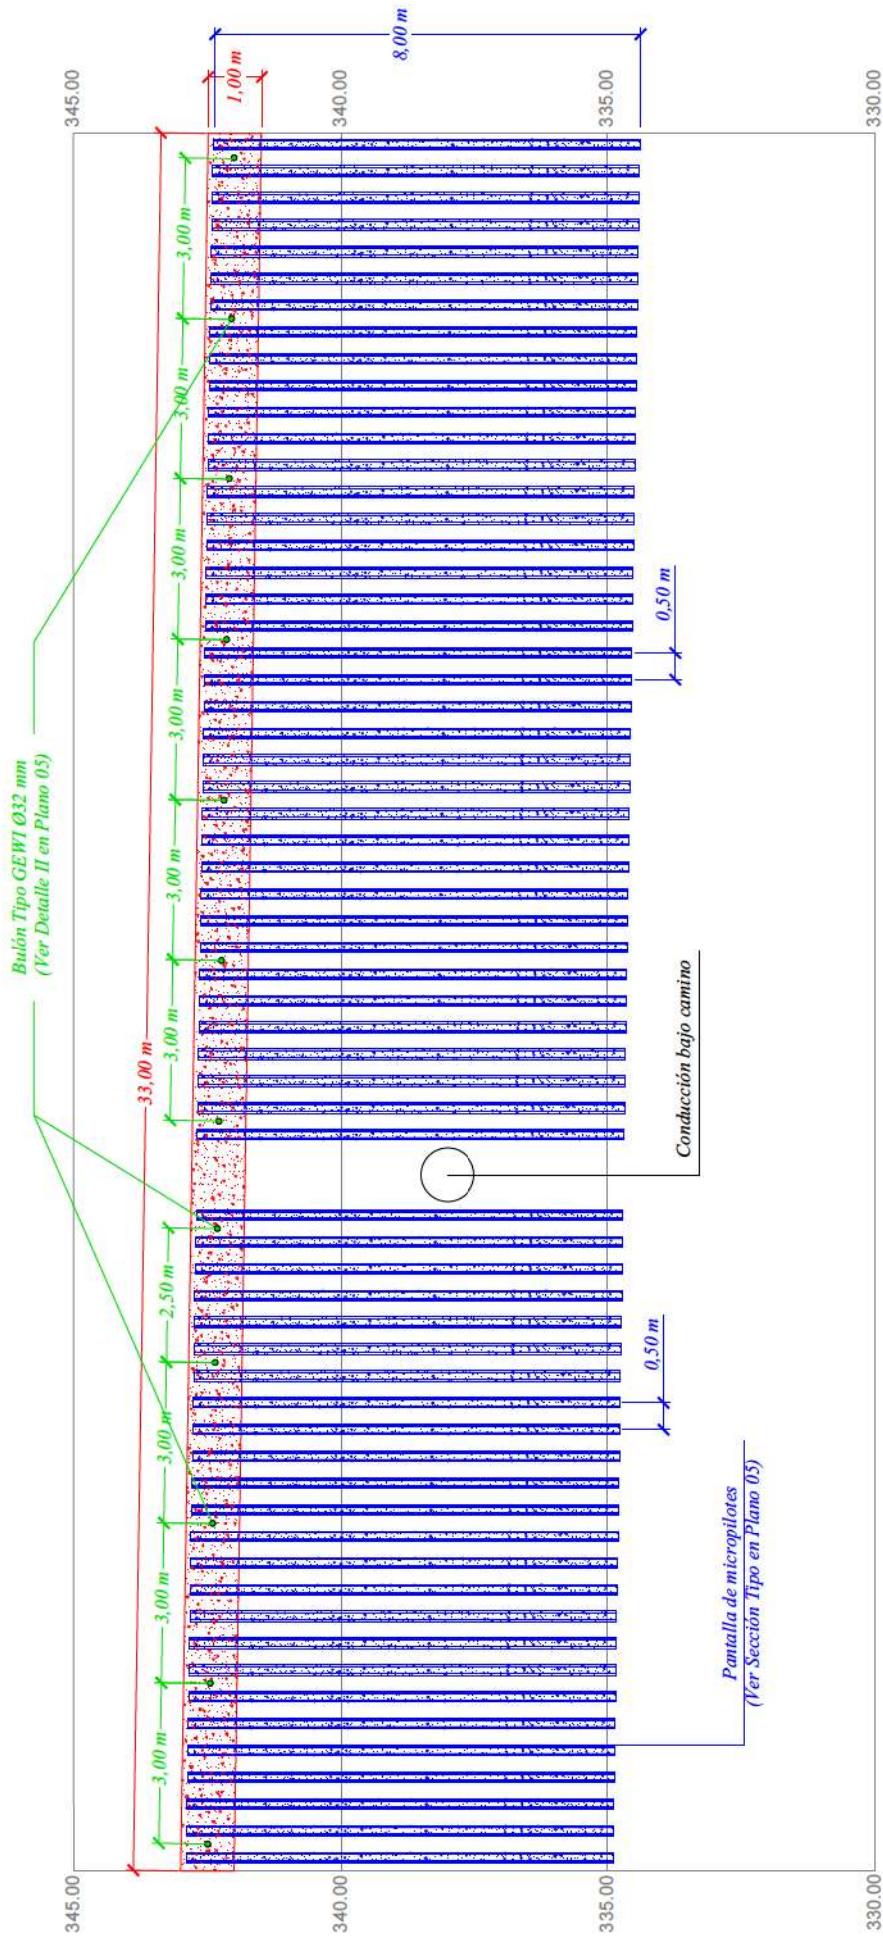 Bulón Tipo GEWI Ø32 mm
(Ver Detalle II en Plano 05)
345.00
345.00
33,00 m
3,00 m
3,00 m
3,00 m
2,50 m
3,00 m
3,00 m
3,00 m
3,00 m
3,00 m
3,00 m
1,00 m
340.00
340.00
8,00 m
335.00
335.00
0,50 m
0,50 m
Conducción bajo camino
Pantalla de micropilotes
(Ver Sección Tipo en Plano 05)
330.00
330.00